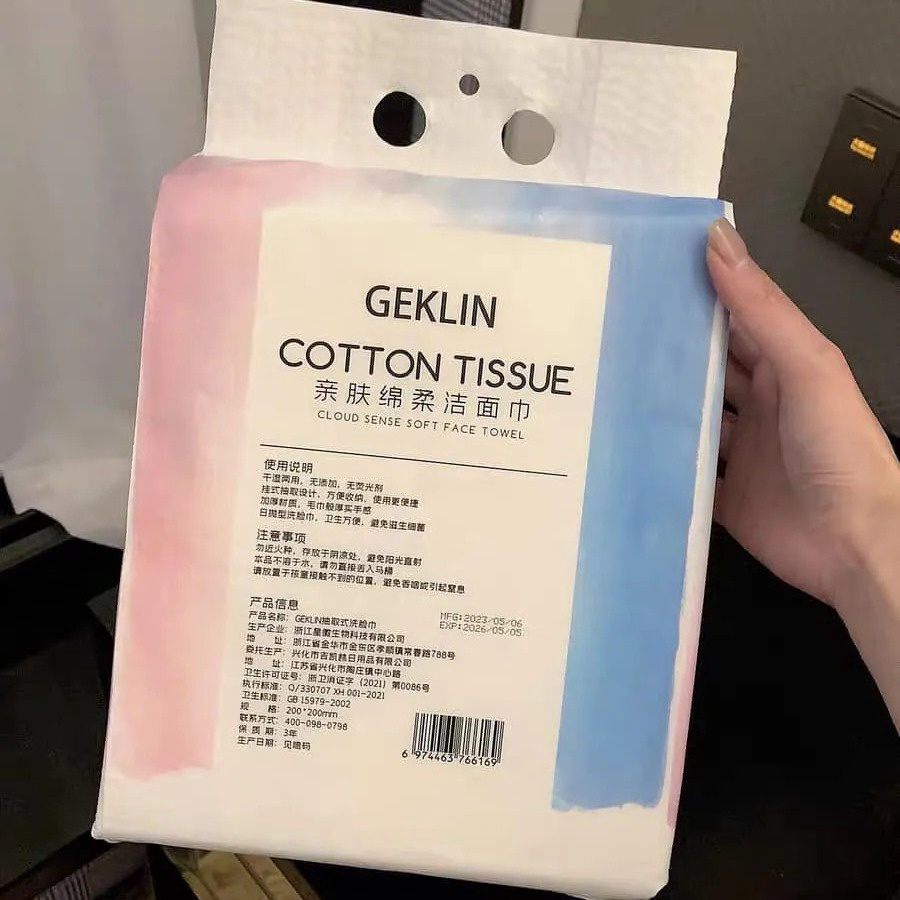 GEKLIN
COTTON TISSUE
亲肤绵柔洁面巾
CLOUD SENSE SOFT FACE TOWEL
使用说明
干湿两用，无添加，无荧光剂
挂式抽取设计，方便收纳，使用更便捷
加厚材质，毛巾般厚实手感
日抛型洗脸巾，卫生方便，避免滋生细菌
注意事项
勿近火种，存放于阴凉处，避免阳光直射
本品不溶于水，请勿直接丢入马桶
请放置于孩童接触不到的位置，避免吞咽或引起窒息
产品信息
产品名称：GEKLIN抽取式洗脸巾
生产企业：浙江星徽生物科技有限公司
地 址：浙江省金华市金东区孝顺镇常春路788号
委托生产：兴化市吉凯赫日用品有限公司
地 址：江苏省兴化市陶庄镇中心路
卫生许可证号：浙卫消证字（2021）第0086号
执行标准：Q/330707 XH 001-2021
卫生标准：GB 15979-2002
规 格：200*200mm
联系方式：400-098-0798
保 质 期：3年
生产日期：见喷码
MFG:2023/05/06
EXP:2026/05/05
6 974463 766169